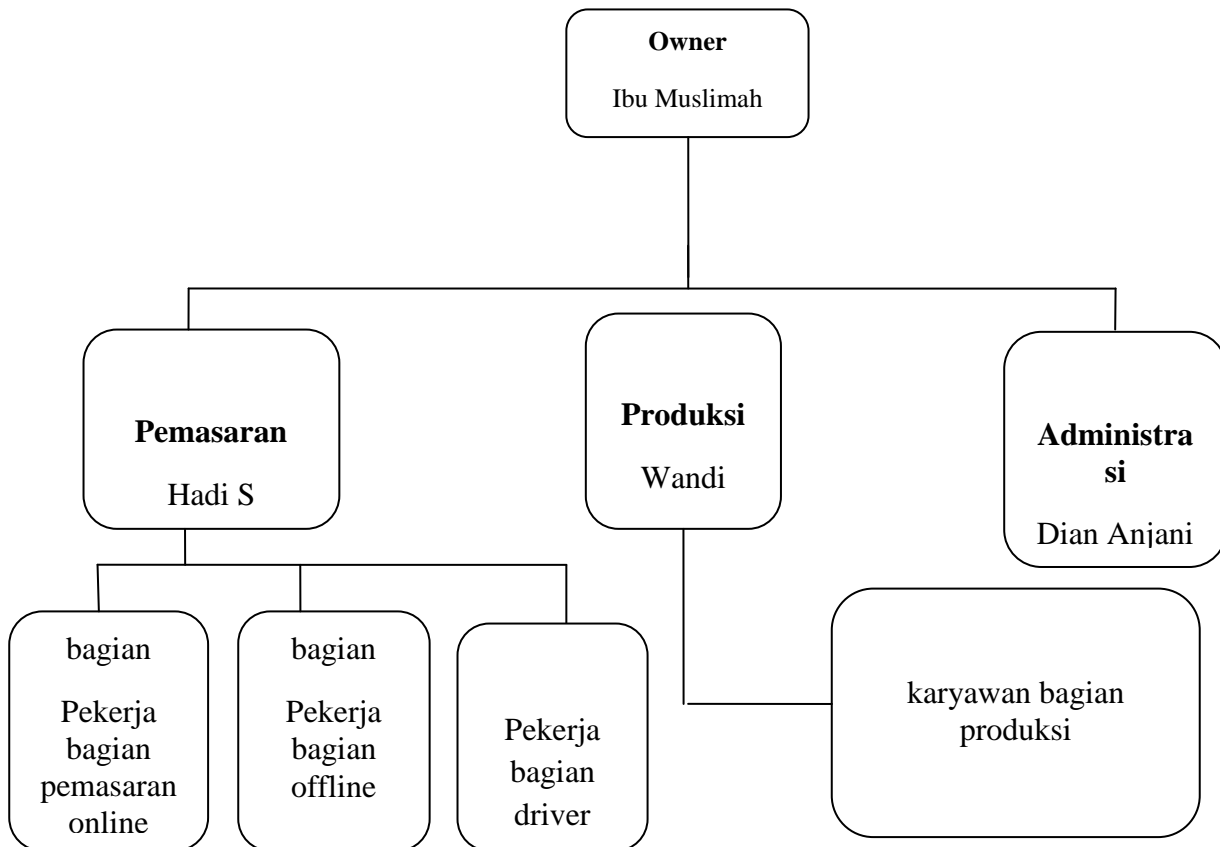 Owner
Ibu Muslimah
Pemasaran
Hadi S
Produksi
Wandi
Administra
si
Dian Anjani
bagian
Pekerja
bagian
pemasaran
online
bagian
Pekerja
bagian
offline
Pekerja
bagian
driver
karyawan bagian
produksi